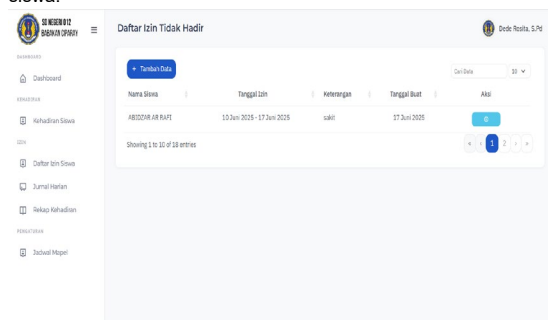 siswa.
SD NEGERI 012
BABAKAN CIPARAY
Daftar Izin Tidak Hadir
Dede Rosita, S.Pd
DASHBOARD
Dashboard
KEHADIRAN
Kehadiran Siswa
IZIN
Daftar Izin Siswa
Jurnal Harian
Rekap Kehadiran
PENGATURAN
Jadwal Mapel
+ Tambah Data
Cari Data
10
Nama Siswa Tanggal Izin Keterangan Tanggal Buat Aksi
ABIDZAR AR RAFI 10 Juni 2025 - 17 Juni 2025 sakit 17 Juni 2025
Showing 1 to 10 of 18 entries
« ‹ 1 2 › »